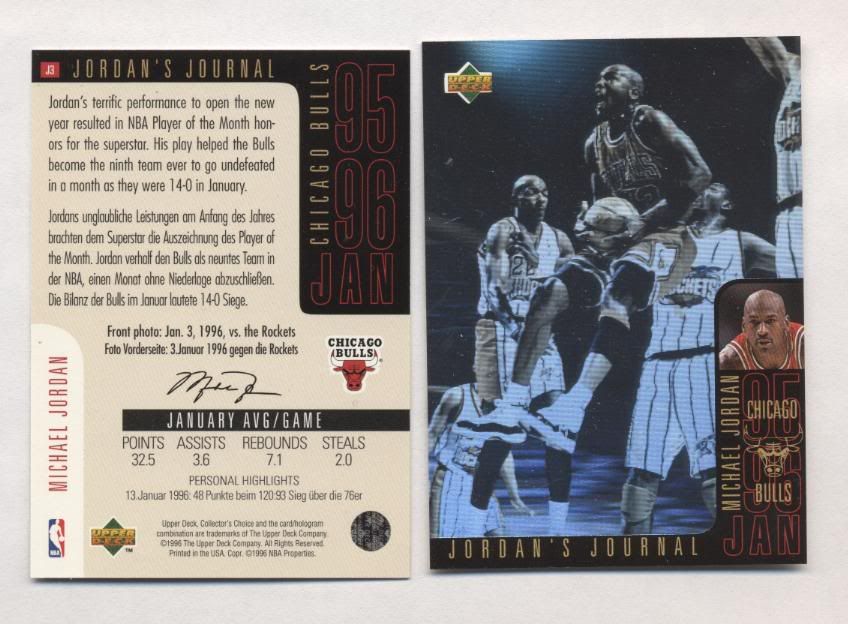 J3 JORDAN'S JOURNAL
Jordan's terrific performance to open the new
year resulted in NBA Player of the Month hon-
ors for the superstar. His play helped the Bulls
become the ninth team ever to go undefeated
in a month as they were 14-0 in January.
Jordans unglaubliche Leistungen am Anfang des Jahres
brachten dem Superstar die Auszeichnung des Player of
the Month. Jordan verhalf den Bulls als neuntes Team in
der NBA, einen Monat ohne Niederlage abzuschließen.
Die Bilanz der Bulls im Januar lautete 14-0 Siege.
CHICAGO BULLS
95
96
JAN
Front photo: Jan. 3, 1996, vs. the Rockets
Foto Vorderseite: 3.Januar 1996 gegen die Rockets
CHICAGO
BULLS
MICHAEL JORDAN
JANUARY AVG/GAME
POINTS ASSISTS REBOUNDS STEALS
32.5 3.6 7.1 2.0
PERSONAL HIGHLIGHTS
13.Januar 1996: 48 Punkte beim 120:93 Sieg über die 76er
NBA
UPPER
DECK
™
Upper Deck, Collector's Choice and the card/hologram
combination are trademarks of The Upper Deck Company.
©1996 The Upper Deck Company. All Rights Reserved.
Printed in the USA. Copr. ©1996 NBA Properties.
UPPER
DECK
22
MICHAEL JORDAN
95
CHICAGO
96
BULLS
JAN
JORDAN'S JOURNAL